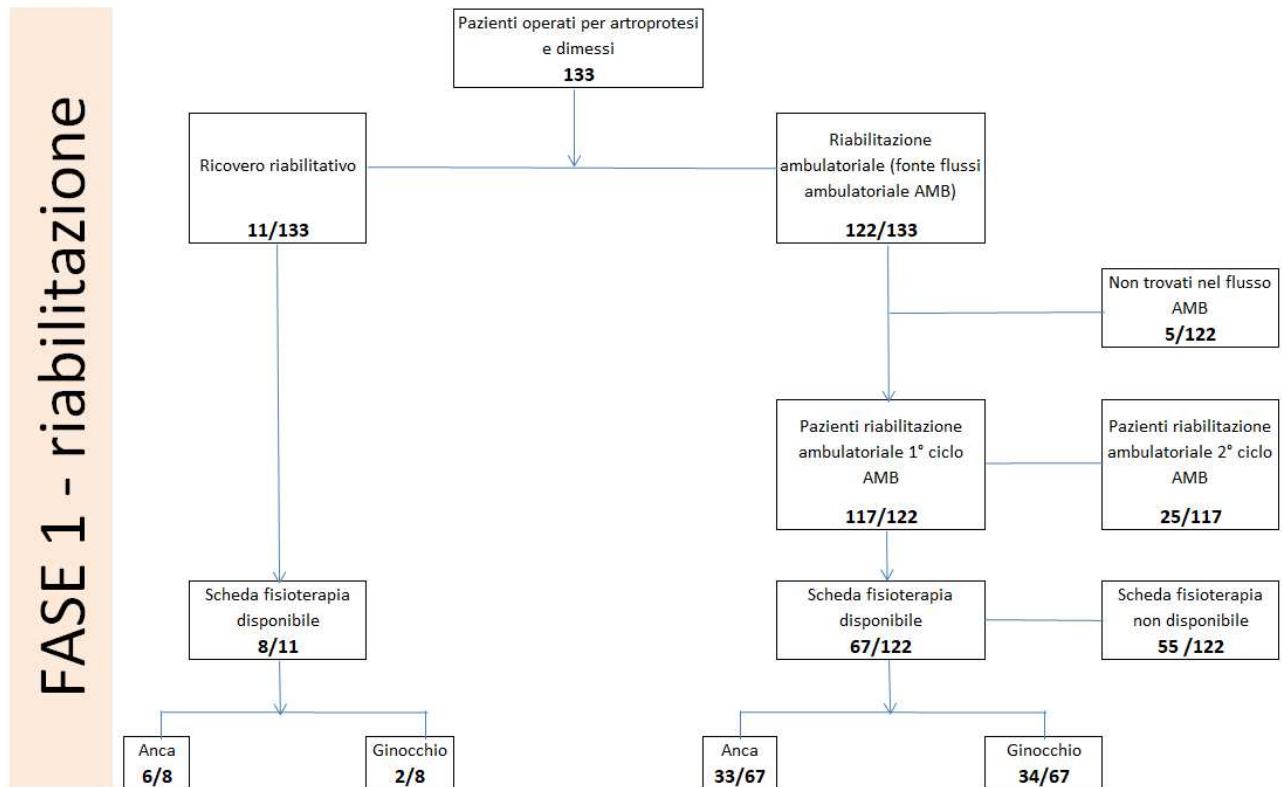 FASE 1 - riabilitazione
Pazienti operati per artroprotesi
e dimessi
133
Ricovero riabilitativo
11/133
Riabilitazione
ambulatoriale (fonte flussi
ambulatoriale AMB)
122/133
Non trovati nel flusso
AMB
5/122
Pazienti riabilitazione
ambulatoriale 1° ciclo
AMB
117/122
Pazienti riabilitazione
ambulatoriale 2° ciclo
AMB
25/117
Scheda fisioterapia
disponibile
8/11
Scheda fisioterapia
disponibile
67/122
Scheda fisioterapia
non disponibile
55 /122
Anca
6/8
Ginocchio
2/8
Anca
33/67
Ginocchio
34/67